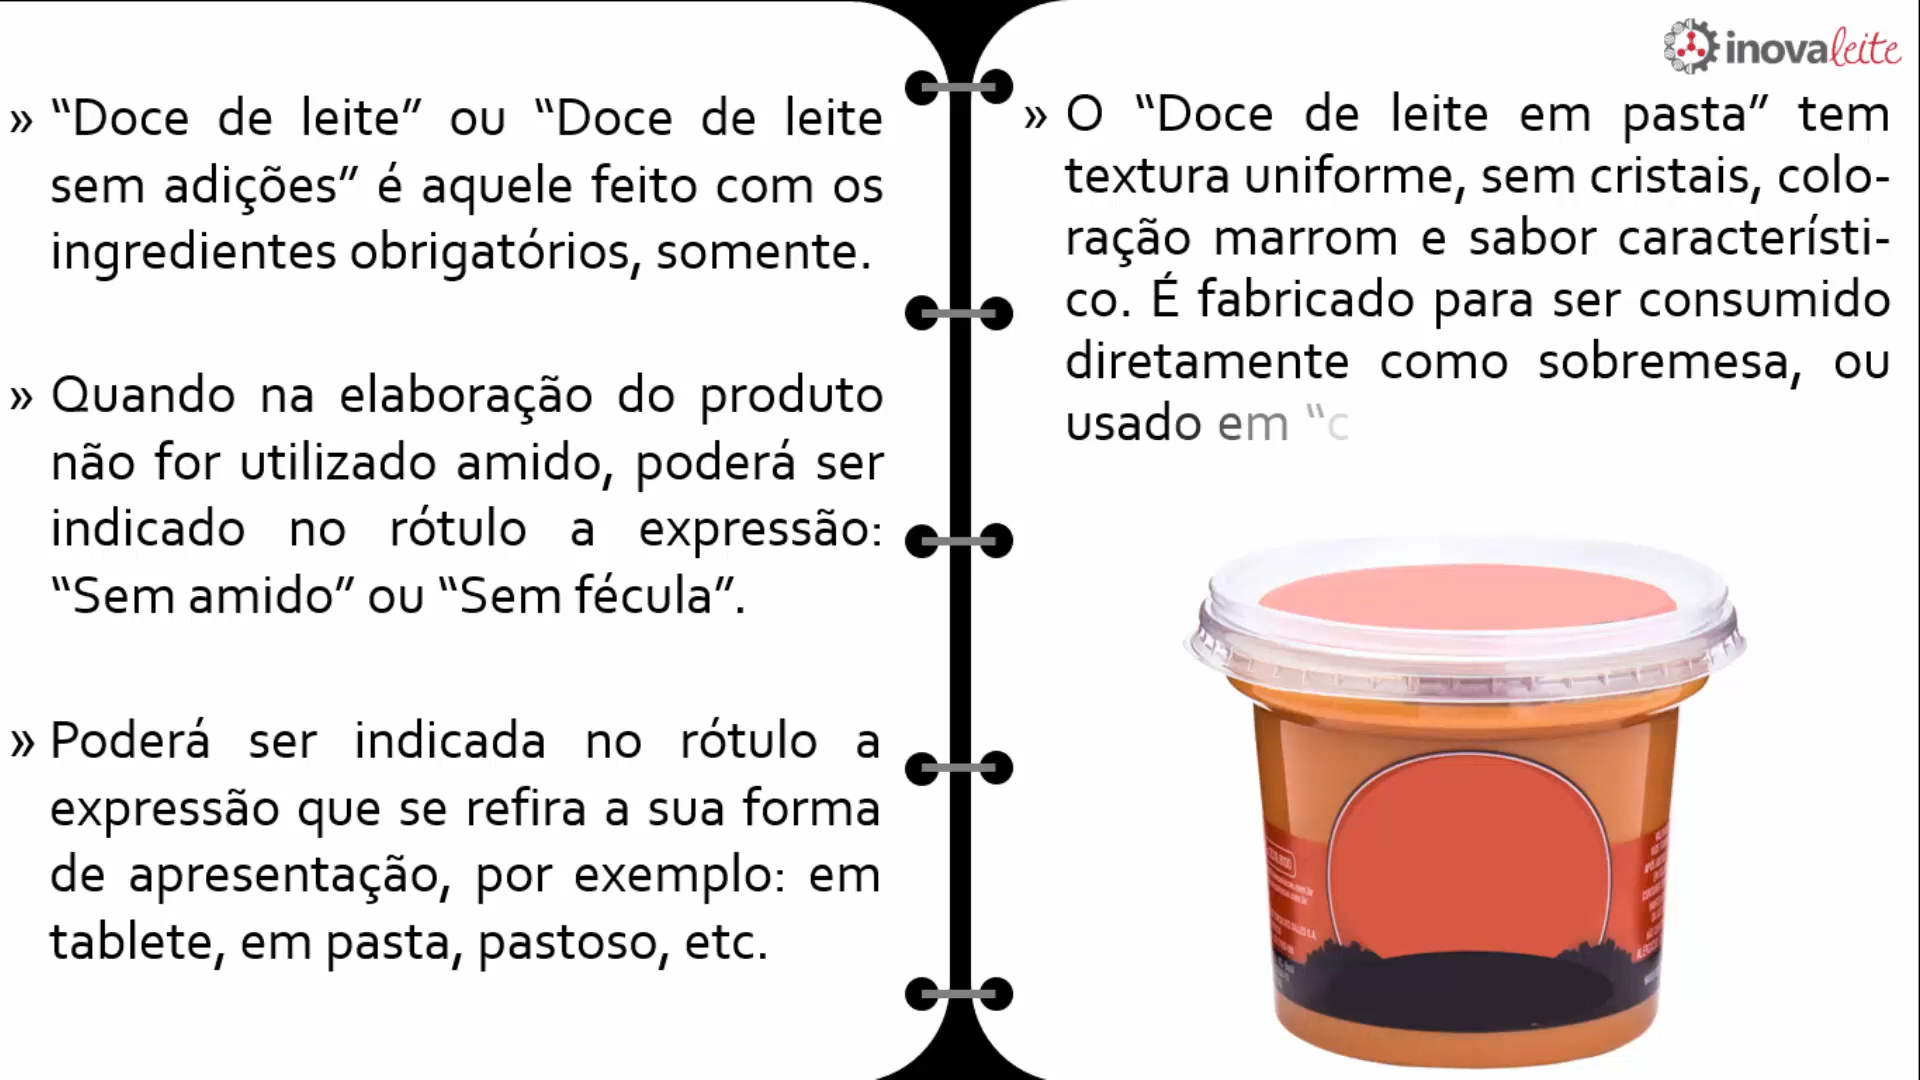 » “Doce de leite” ou “Doce de leite
sem adições” é aquele feito com os
ingredientes obrigatórios, somente.
» Quando na elaboração do produto
não for utilizado amido, poderá ser
indicado no rótulo a expressão:
“Sem amido” ou “Sem fécula”.
» Poderá ser indicada no rótulo a
expressão que se refira a sua forma
de apresentação, por exemplo: em
tablete, em pasta, pastoso, etc.
inovaleite
» O “Doce de leite em pasta” tem
textura uniforme, sem cristais, colo-
ração marrom e sabor característi-
co. É fabricado para ser consumido
diretamente como sobremesa, ou
usado em “c